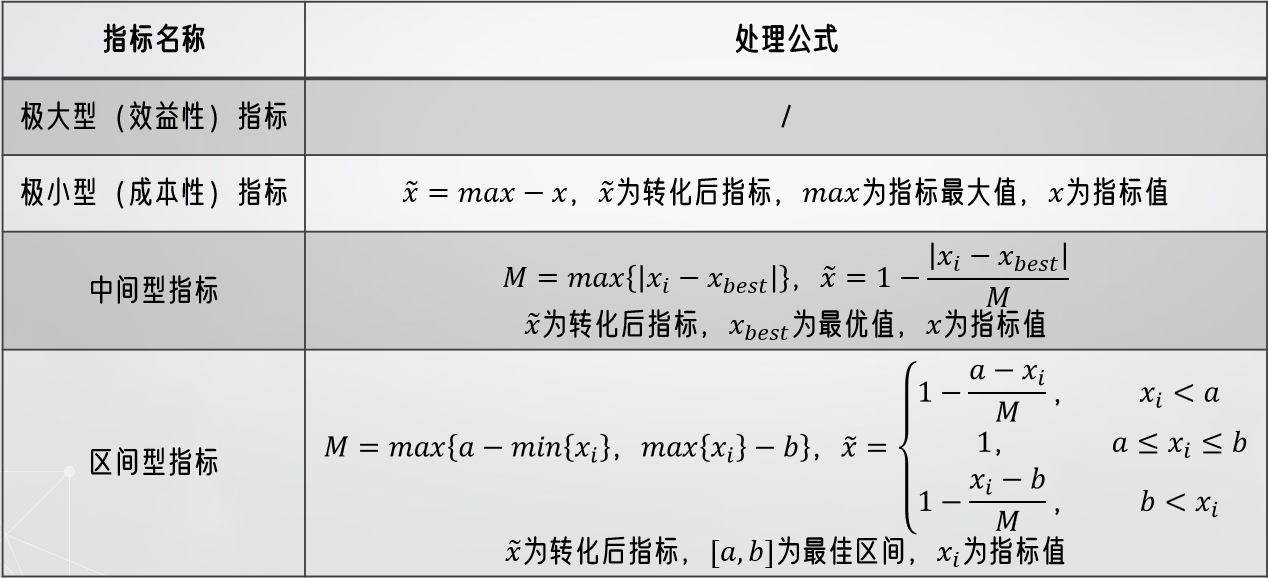 指标名称 处理公式
极大型（效益性）指标 /
极小型（成本性）指标 x̃ = max − x，x̃为转化后指标，max为指标最大值，x为指标值
中间型指标 M = max{|x_i − x_best|}，x̃ = 1 − |x_i − x_best| / M
x̃为转化后指标，x_best为最优值，x为指标值
区间型指标 M = max{a − min{x_i}, max{x_i} − b}，x̃ = {
1 − (a − x_i) / M , x_i < a
1, a ≤ x_i ≤ b
1 − (x_i − b) / M , b < x_i
x̃为转化后指标，[a, b]为最佳区间，x_i为指标值